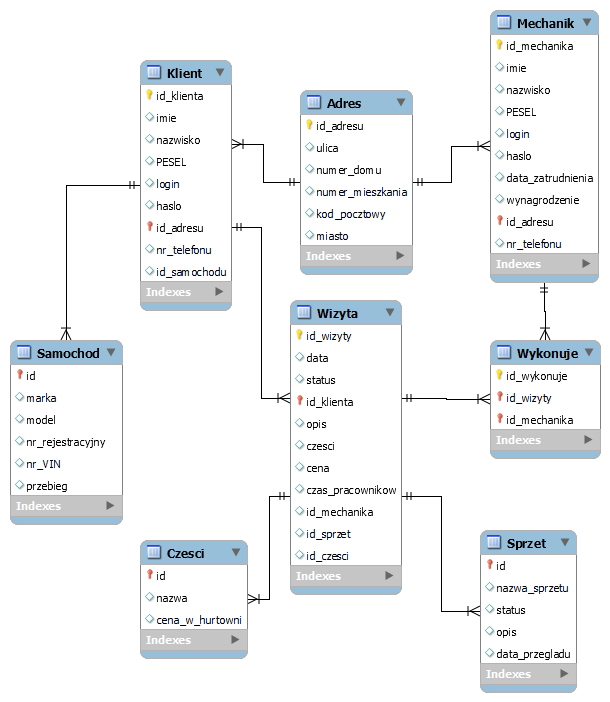 Mechanik
id_mechanika
imie
nazwisko
PESEL
login
haslo
data_zatrudnienia
wynagrodzenie
id_adresu
nr_telefonu
Indexes
Klient
id_klienta
imie
nazwisko
PESEL
login
haslo
id_adresu
nr_telefonu
id_samochodu
Indexes
Adres
id_adresu
ulica
numer_domu
numer_mieszkania
kod_pocztowy
miasto
Indexes
Wizyta
id_wizyty
data
status
id_klienta
opis
czesci
cena
czas_pracownikow
id_mechanika
id_sprzet
id_czesci
Indexes
Samochod
id
marka
model
nr_rejestracyjny
nr_VIN
przebieg
Indexes
Wykonuje
id_wykonuje
id_wizyty
id_mechanika
Indexes
Czesci
id
nazwa
cena_w_hurtowni
Indexes
Sprzet
id
nazwa_sprzetu
status
opis
data_przegladu
Indexes